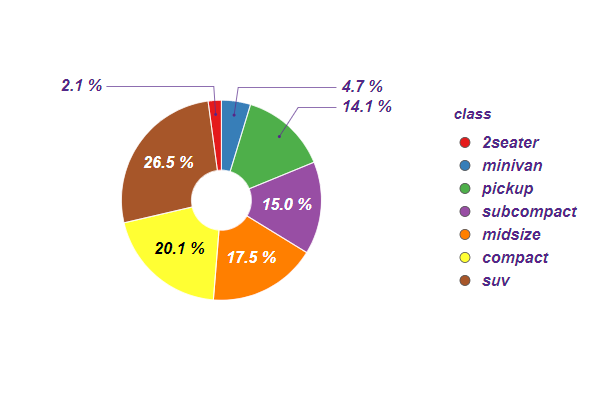 2.1 %
4.7 %
14.1 %
26.5 %
15.0 %
20.1 %
17.5 %
class
2seater
minivan
pickup
subcompact
midsize
compact
suv